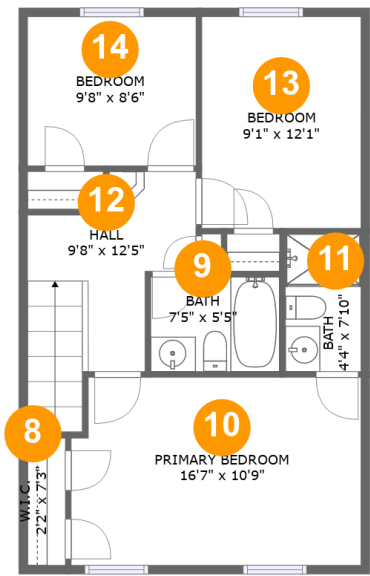 14
BEDROOM
9'8" x 8'6"
13
BEDROOM
9'1" x 12'1"
12
HALL
9'8" x 12'5"
9
BATH
7'5" x 5'5"
11
BATH
4'4" x 7'10"
8
W.I.C.
2'2" x 7'3"
10
PRIMARY BEDROOM
16'7" x 10'9"